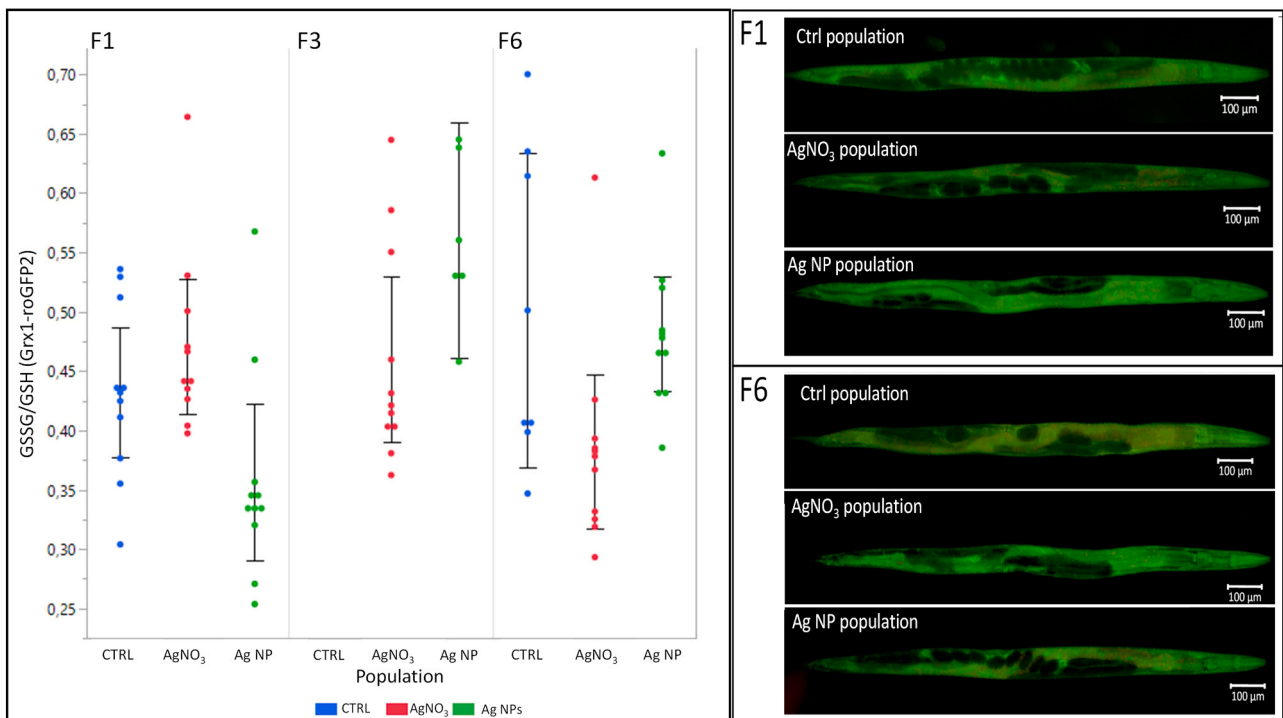 F1 F3 F6
GSSG/GSH (Grx1-roGFP2)
0,70
0,65
0,60
0,55
0,50
0,45
0,40
0,35
0,30
0,25
CTRL AgNO₃ Ag NP CTRL AgNO₃ Ag NP CTRL AgNO₃ Ag NP
Population
CTRL AgNO₃ Ag NPs
F1
Ctrl population
100 µm
AgNO₃ population
100 µm
Ag NP population
100 µm
F6
Ctrl population
100 µm
AgNO₃ population
100 µm
Ag NP population
100 µm